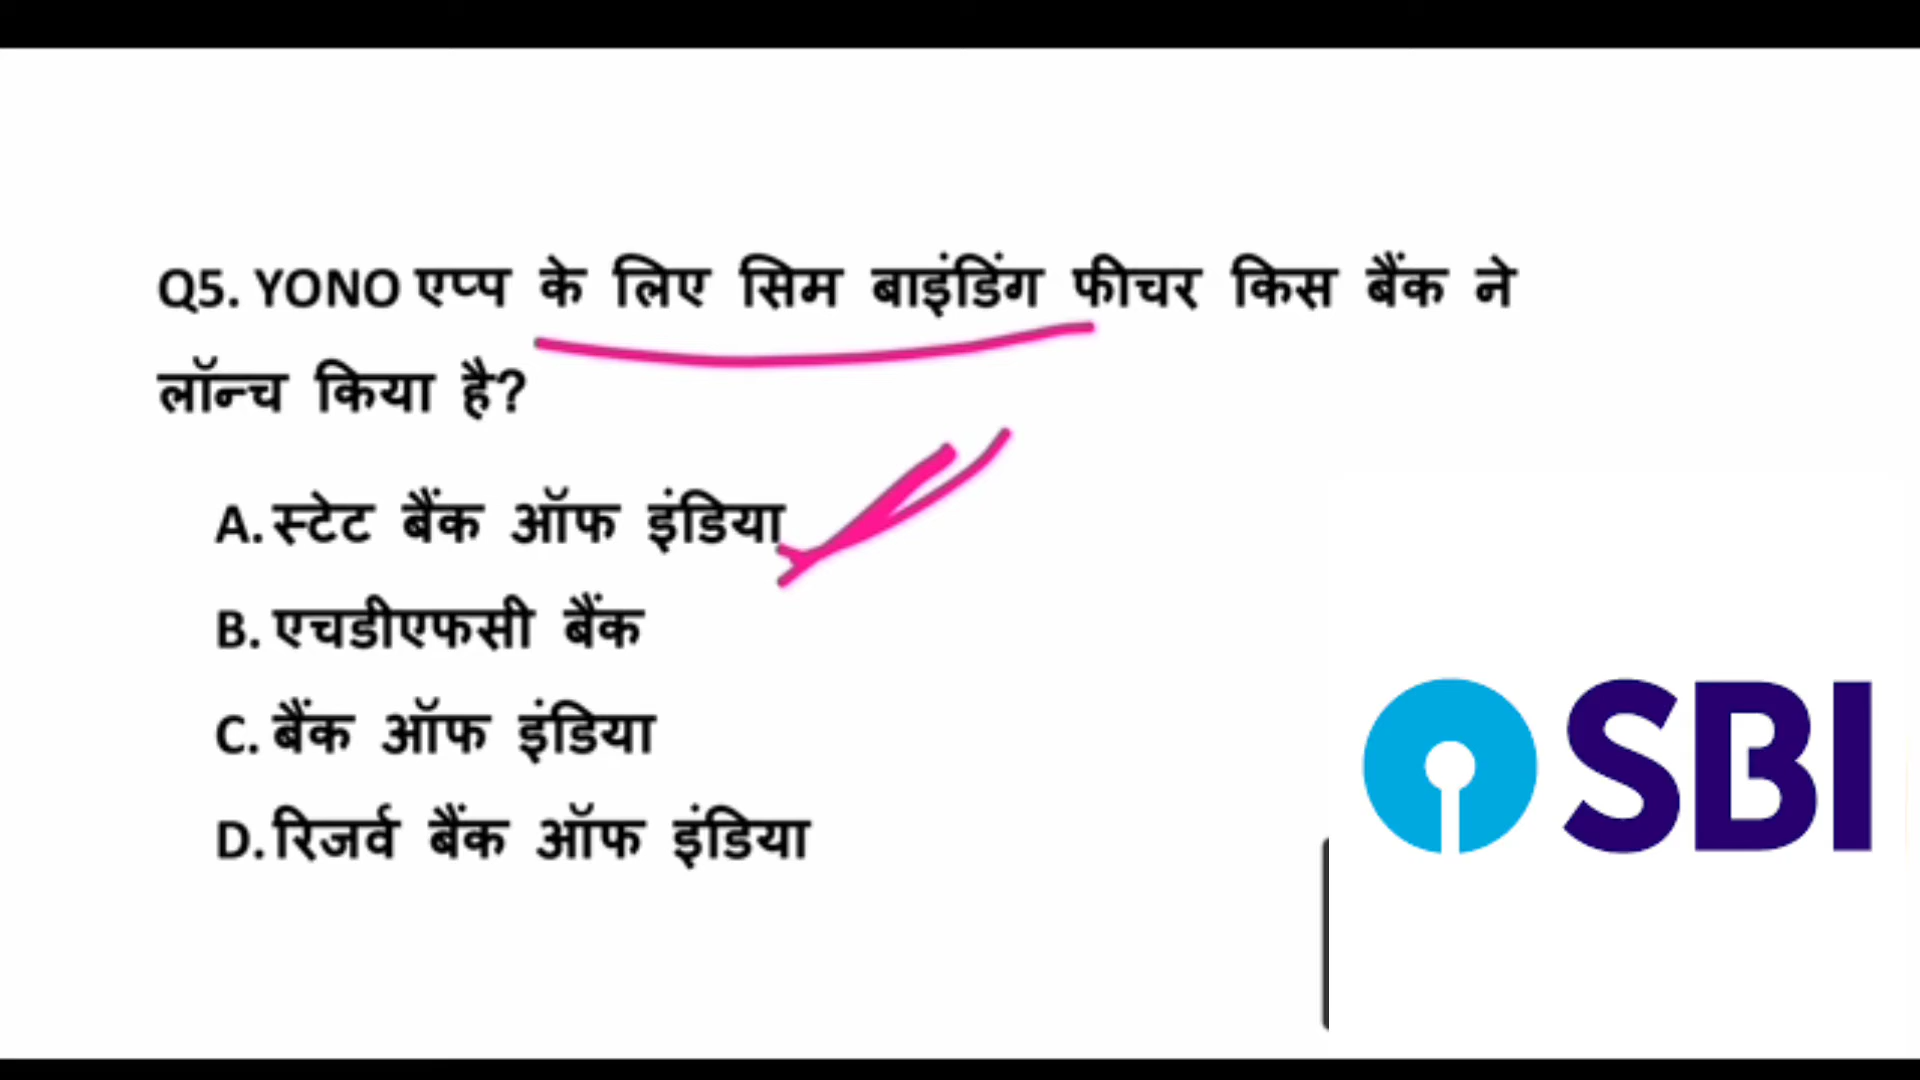 Q5. YONO एप्प के लिए सिम बाइंडिंग फीचर किस बैंक ने
लॉन्च किया है?
A. स्टेट बैंक ऑफ इंडिया
B. एचडीएफसी बैंक
C. बैंक ऑफ इंडिया
D. रिजर्व बैंक ऑफ इंडिया
SBI